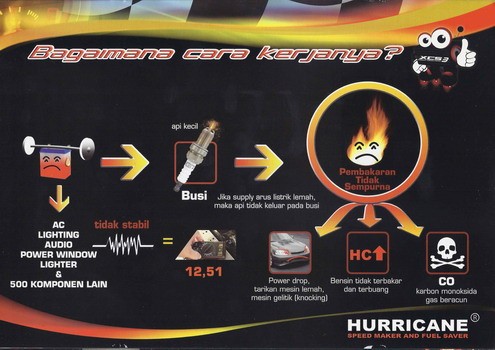 Bagaimana cara kerjanya?
XCS3
api kecil
Busi
Jika supply arus listrik lemah,
maka api tidak keluar pada busi
Pembakaran
Tidak
Sempurna
AC
LIGHTING
AUDIO
POWER WINDOW
LIGHTER
&
500 KOMPONEN LAIN
tidak stabil
=
12,51
Power drop,
tarikan mesin lemah,
mesin gelitik (knocking)
HC
Bensin tidak terbakar
dan terbuang
CO
karbon monoksida
gas beracun
HURRICANE®
SPEED MAKER AND FUEL SAVER